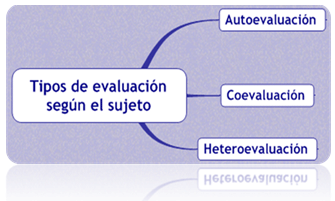 Tipos de evaluación
según el sujeto
Autoevaluación
Coevaluación
Heteroevaluación